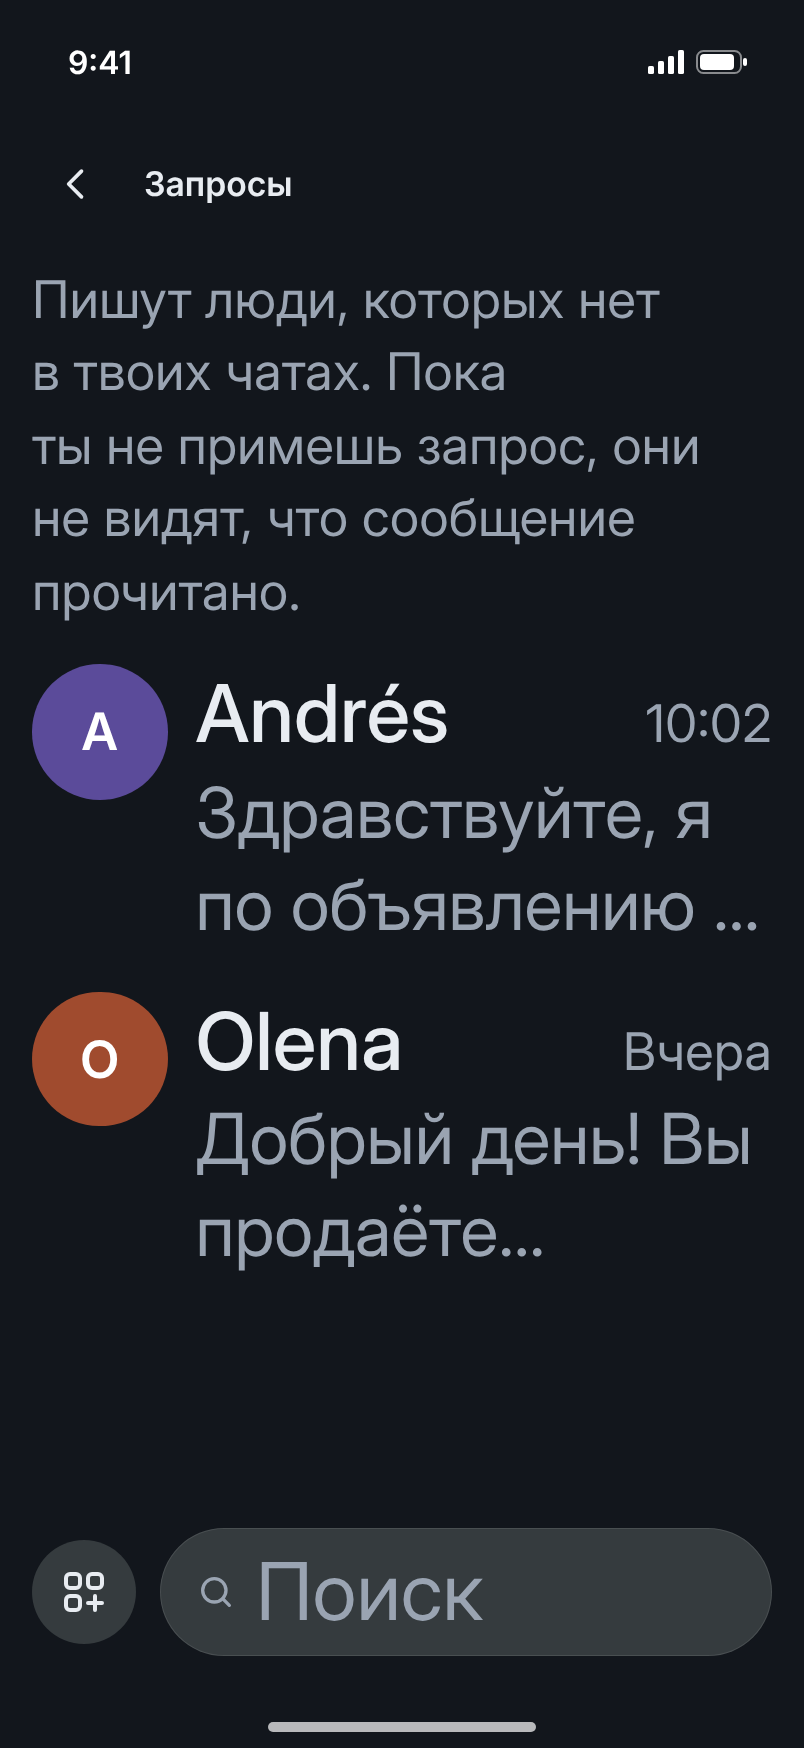 9:41
Запросы
Пишут люди, которых нет
в твоих чатах. Пока
ты не примешь запрос, они
не видят, что сообщение
прочитано.
A
Andrés
10:02
Здравствуйте, я
по объявлению ...
O
Olena
Вчера
Добрый день! Вы
продаёте...
Поиск